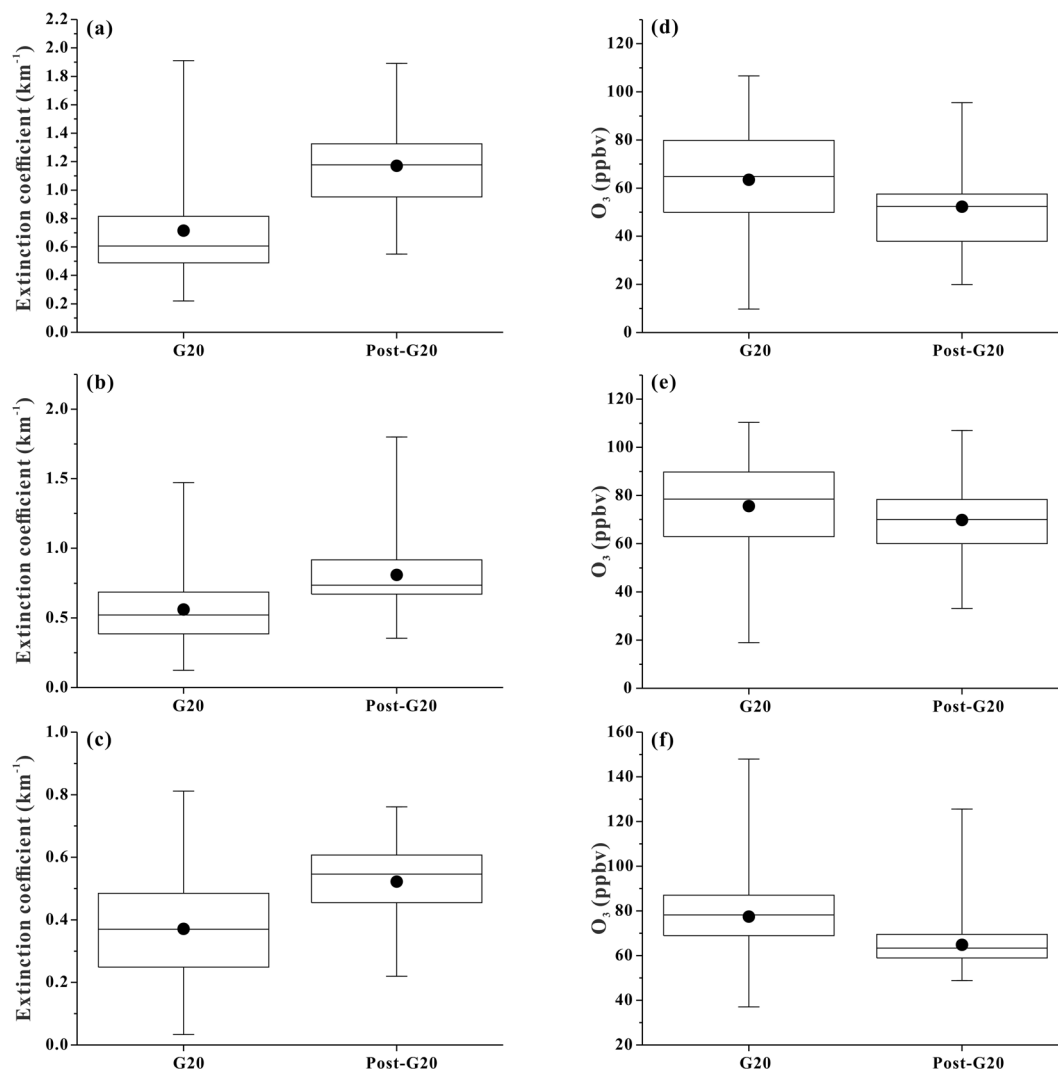 (a)
Extinction coefficient (km⁻¹)
2.2
2.0
1.8
1.6
1.4
1.2
1.0
0.8
0.6
0.4
0.2
0.0
G20 Post-G20
(d)
O₃ (ppbv)
120
100
80
60
40
20
0
G20 Post-G20
(b)
Extinction coefficient (km⁻¹)
2.0
1.5
1.0
0.5
0.0
G20 Post-G20
(e)
O₃ (ppbv)
120
100
80
60
40
20
0
G20 Post-G20
(c)
Extinction coefficient (km⁻¹)
1.0
0.8
0.6
0.4
0.2
0.0
G20 Post-G20
(f)
O₃ (ppbv)
160
140
120
100
80
60
40
20
G20 Post-G20